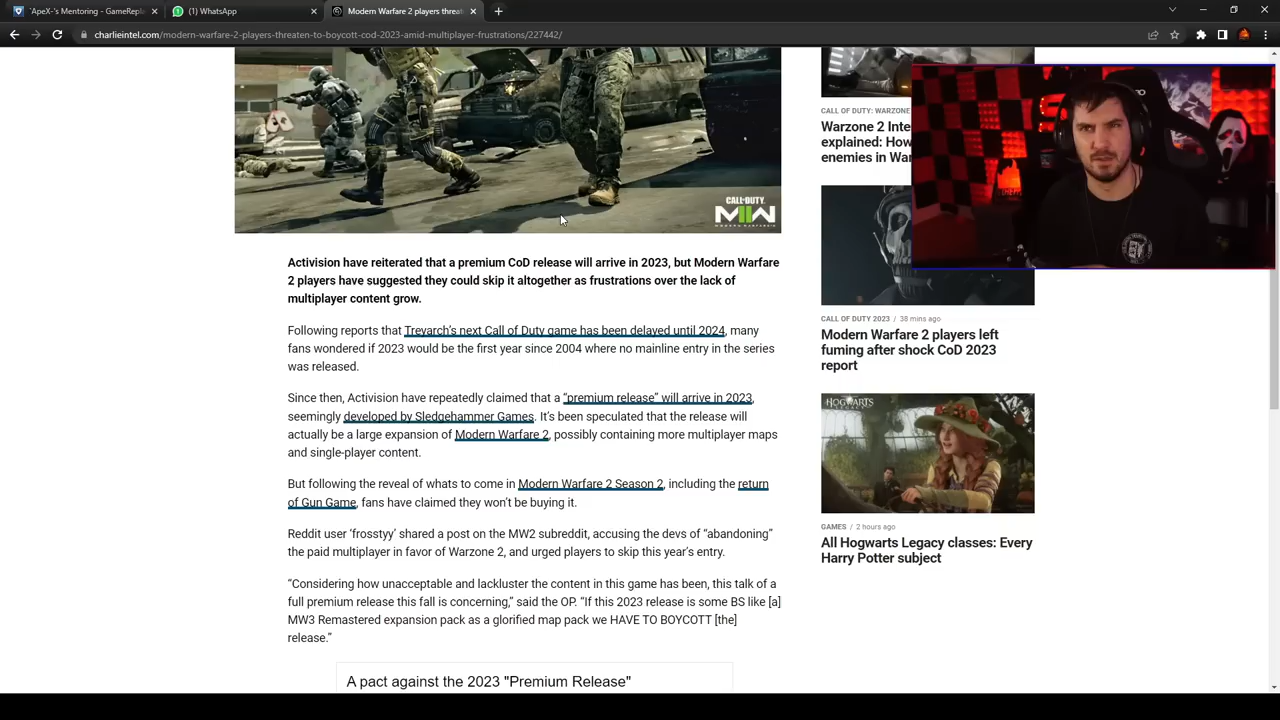 `ApeX-'s Mentoring - GameRepla
(1) WhatsApp
Modern Warfare 2 players threat
charlieintel.com/modern-warfare-2-players-threaten-to-boycott-cod-2023-amid-multiplayer-frustrations/227442/
CALL OF DUTY
MWII
MODERN WARFARE II
Activision have reiterated that a premium CoD release will arrive in 2023, but Modern Warfare
2 players have suggested they could skip it altogether as frustrations over the lack of
multiplayer content grow.
Following reports that Treyarch's next Call of Duty game has been delayed until 2024, many
fans wondered if 2023 would be the first year since 2004 where no mainline entry in the series
was released.
Since then, Activision have repeatedly claimed that a “premium release” will arrive in 2023,
seemingly developed by Sledgehammer Games. It's been speculated that the release will
actually be a large expansion of Modern Warfare 2, possibly containing more multiplayer maps
and single-player content.
But following the reveal of whats to come in Modern Warfare 2 Season 2, including the return
of Gun Game, fans have claimed they won't be buying it.
Reddit user 'frosstyy' shared a post on the MW2 subreddit, accusing the devs of “abandoning”
the paid multiplayer in favor of Warzone 2, and urged players to skip this year's entry.
“Considering how unacceptable and lackluster the content in this game has been, this talk of a
full premium release this fall is concerning,” said the OP. “If this 2023 release is some BS like [a]
MW3 Remastered expansion pack as a glorified map pack we HAVE TO BOYCOTT [the]
release.”
A pact against the 2023 "Premium Release"
CALL OF DUTY: WARZONE
Warzone 2 Inte
explained: How
enemies in War
CALL OF DUTY 2023 / 38 mins ago
Modern Warfare 2 players left
fuming after shock CoD 2023
report
HOGWARTS
LEGACY
GAMES / 2 hours ago
All Hogwarts Legacy classes: Every
Harry Potter subject